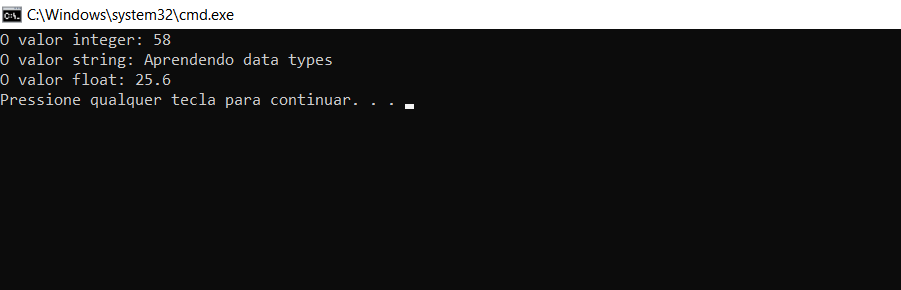 C:\Windows\system32\cmd.exe
O valor integer: 58
O valor string: Aprendendo data types
O valor float: 25.6
Pressione qualquer tecla para continuar. . .